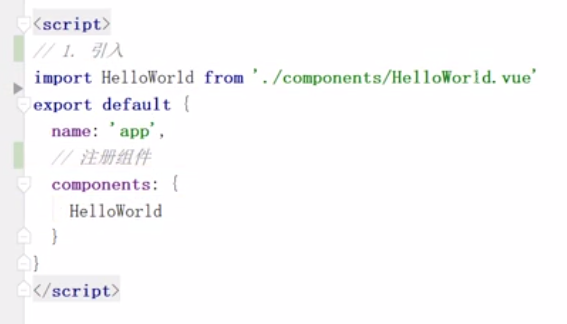 <script>
// 1. 引入
import HelloWorld from './components/HelloWorld.vue'
export default {
name: 'app',
// 注册组件
components: {
HelloWorld
}
}
</script>